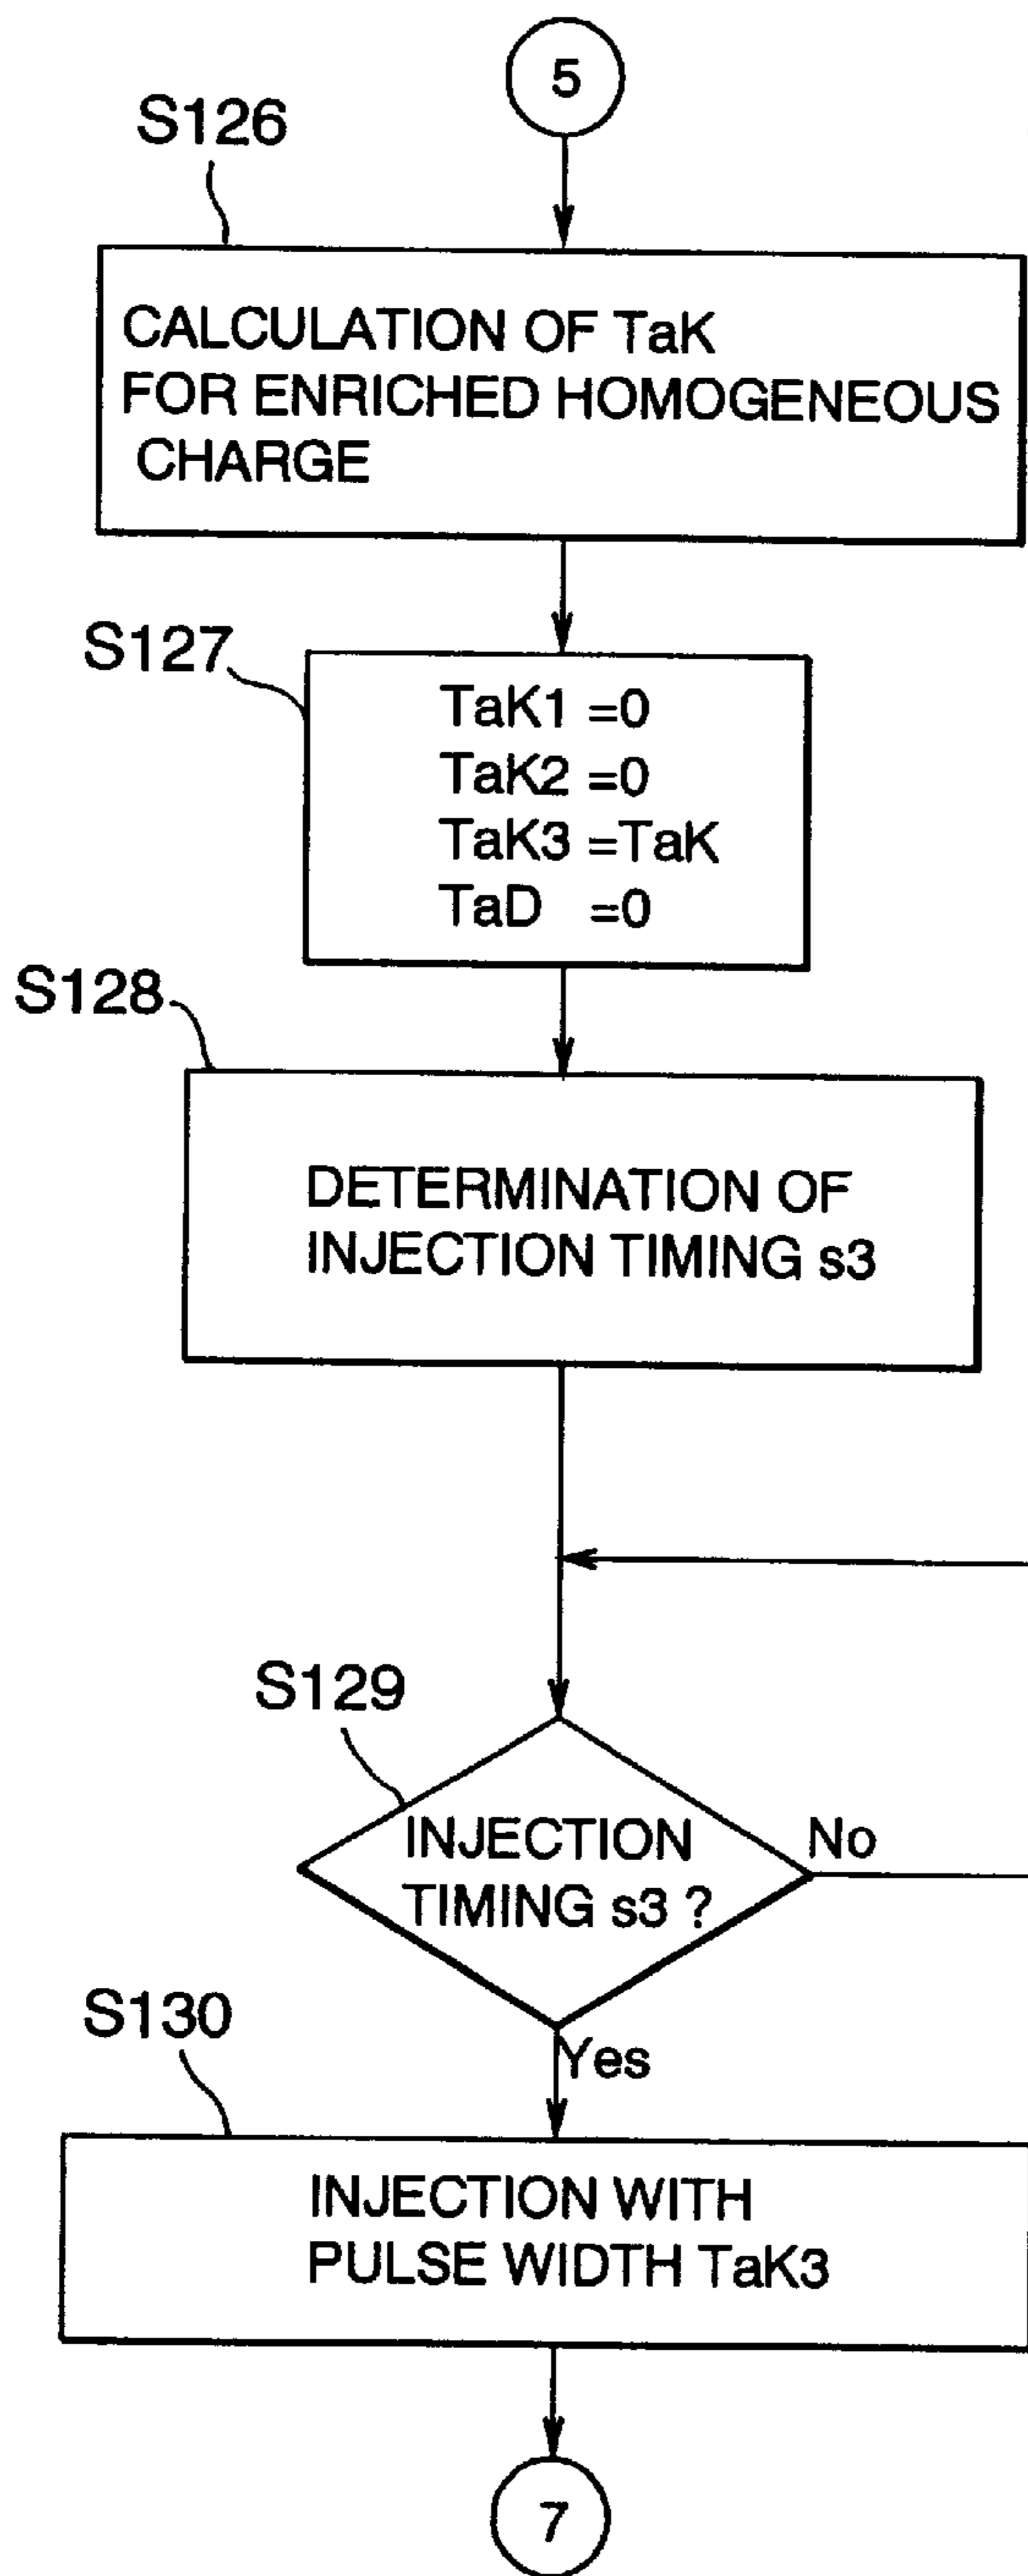 5
S126
CALCULATION OF TaK
FOR ENRICHED HOMOGENEOUS
CHARGE
S127
TaK1 =0
TaK2 =0
TaK3 =TaK
TaD =0
S128
DETERMINATION OF
INJECTION TIMING s3
S129
INJECTION
TIMING s3 ?
No
Yes
S130
INJECTION WITH
PULSE WIDTH TaK3
7